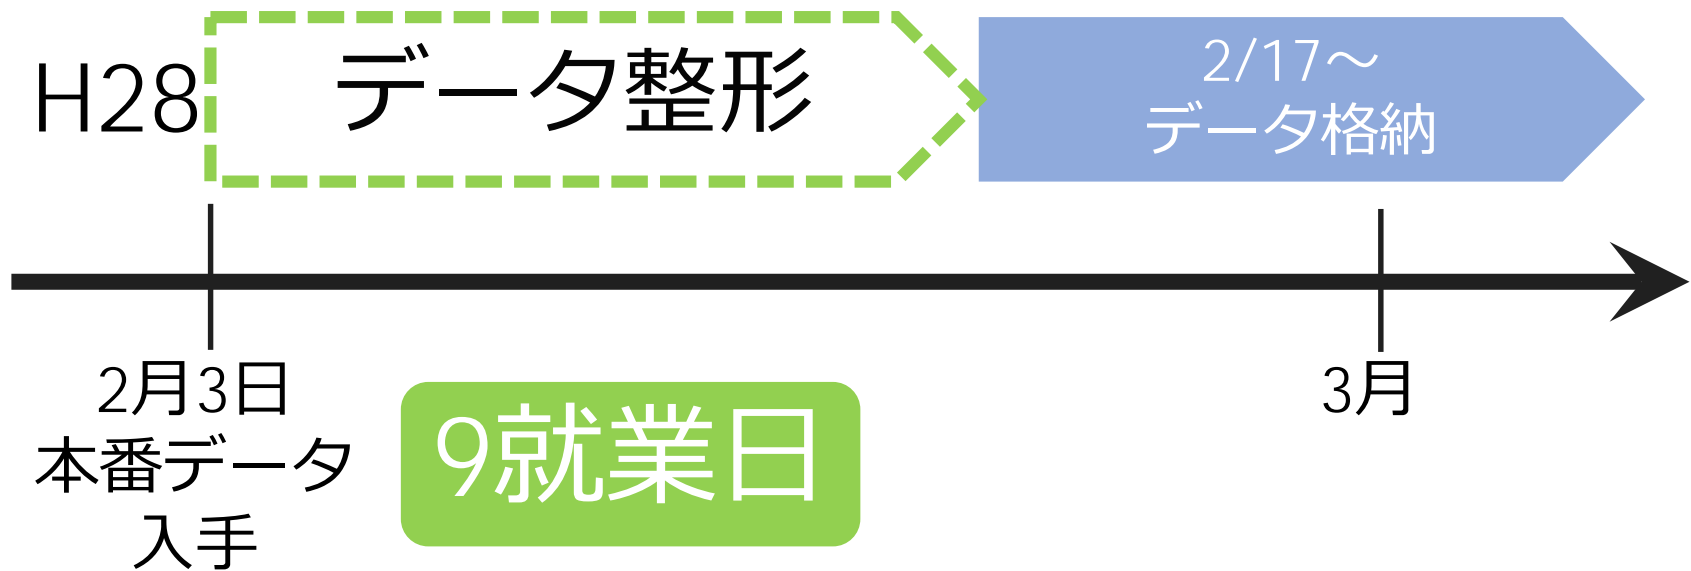 H28
データ整形
2/17～
データ格納
2月3日
本番データ
入手
9就業日
3月